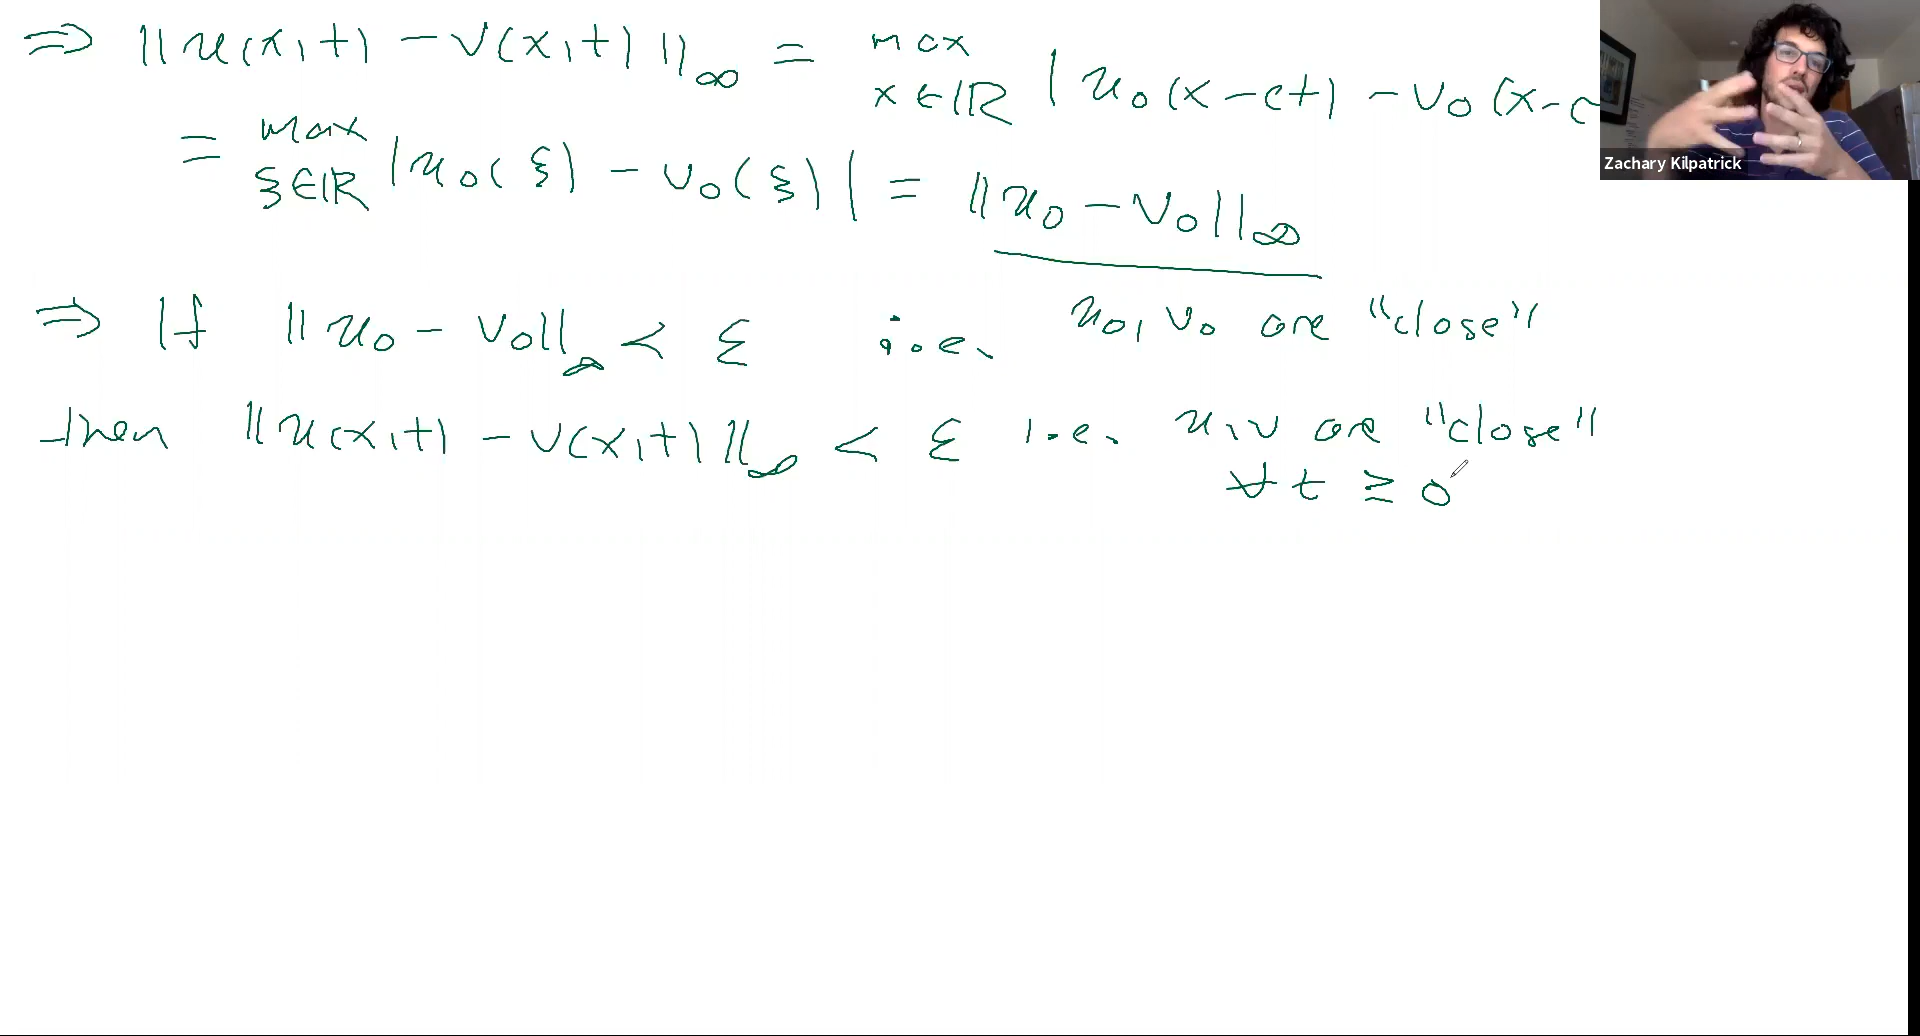 ⇒ ||u(x,t) - v(x,t)||∞ = max x∈ℝ |u₀(x-ct) - v₀(x-c
= max ξ∈ℝ |u₀(ξ) - v₀(ξ)| = ||u₀ - v₀||∞
⇒ If ||u₀ - v₀||∞ < ε i.e. u₀, v₀ are "close"
then ||u(x,t) - v(x,t)||∞ < ε i.e. u,v are "close"
∀ t ≥ 0
Zachary Kilpatrick